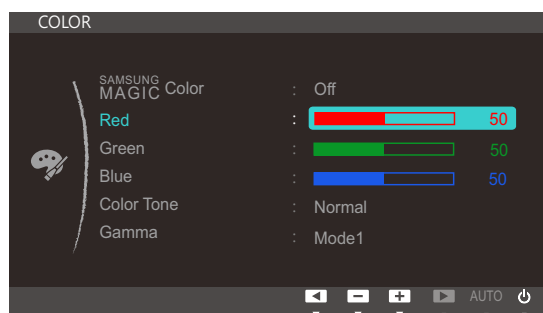 COLOR
SAMSUNG MAGIC Color : Off
Red : 50
Green : 50
Blue : 50
Color Tone : Normal
Gamma : Mode1
AUTO